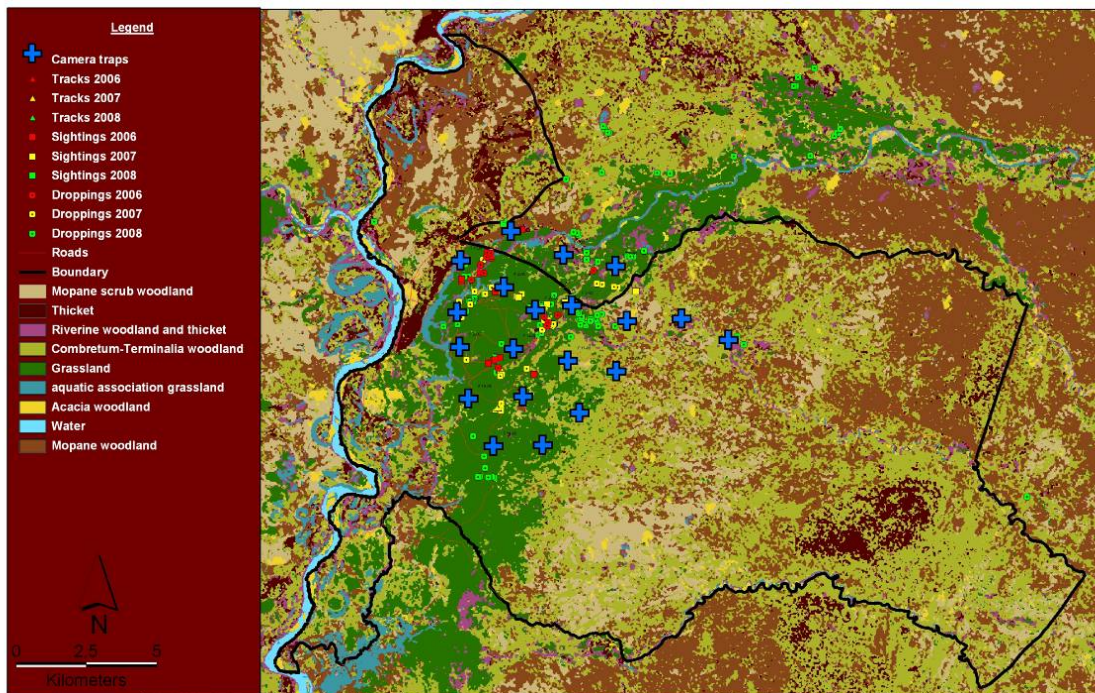 Legend
Camera traps
Tracks 2006
Tracks 2007
Tracks 2008
Sightings 2006
Sightings 2007
Sightings 2008
Droppings 2006
Droppings 2007
Droppings 2008
Roads
Boundary
Mopane scrub woodland
Thicket
Riverine woodland and thicket
Combretum-Terminalia woodland
Grassland
aquatic association grassland
Acacia woodland
Water
Mopane woodland
N
0 2.5 5
Kilometers